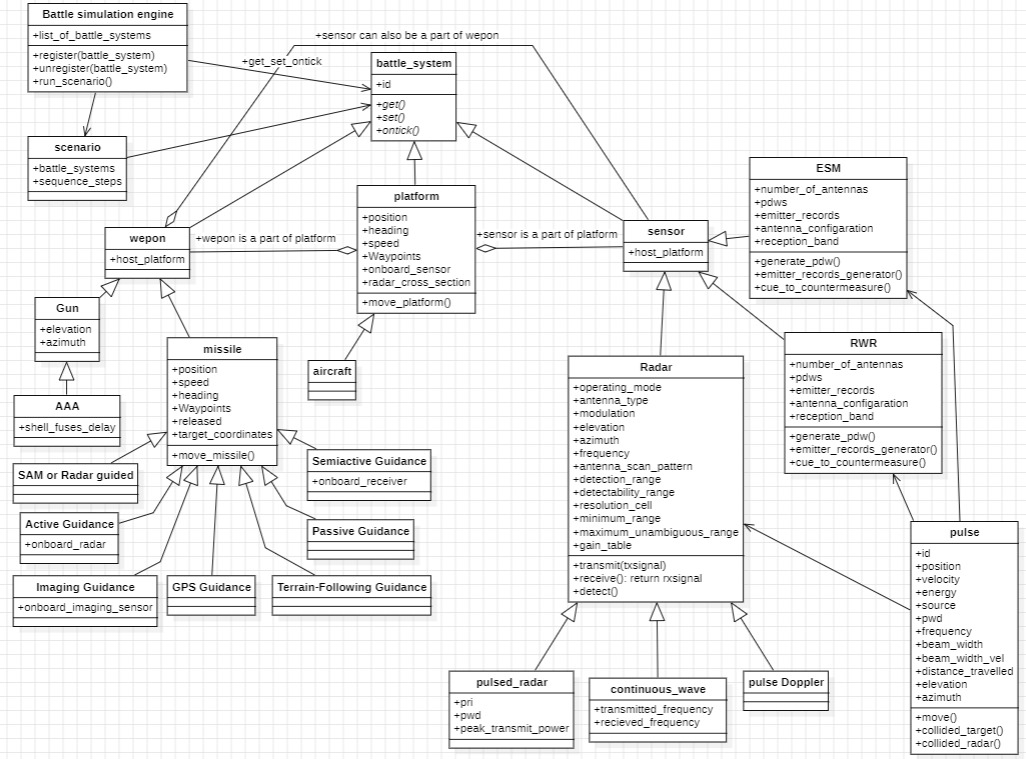 Battle simulation engine
+list_of_battle_systems
+register(battle_system)
+unregister(battle_system)
+run_scenario()
+sensor can also be a part of wepon
+get_set_ontick
battle_system
+id
+get()
+set()
+ontick()
scenario
+battle_systems
+sequence_steps
platform
+position
+heading
+speed
+Waypoints
+onboard_sensor
+radar_cross_section
+move_platform()
ESM
+number_of_antennas
+pdws
+emitter_records
+antenna_configaration
+reception_band
+generate_pdw()
+emitter_records_generator()
+cue_to_countermeasure()
wepon
+host_platform
+wepon is a part of platform
+sensor is a part of platform
sensor
+host_platform
Gun
+elevation
+azimuth
missile
+position
+speed
+heading
+Waypoints
+released
+target_coordinates
+move_missile()
aircraft
RWR
+number_of_antennas
+pdws
+emitter_records
+antenna_configaration
+reception_band
+generate_pdw()
+emitter_records_generator()
+cue_to_countermeasure()
Radar
+operating_mode
+antenna_type
+modulation
+elevation
+azimuth
+frequency
+antenna_scan_pattern
+detection_range
+detectability_range
+resolution_cell
+minimum_range
+maximum_unambiguous_range
+gain_table
+transmit(txsignal)
+receive(): return rxsignal
+detect()
AAA
+shell_fuses_delay
SAM or Radar guided
Semiactive Guidance
+onboard_receiver
Active Guidance
+onboard_radar
Passive Guidance
Imaging Guidance
+onboard_imaging_sensor
GPS Guidance
Terrain-Following Guidance
pulse
+id
+position
+velocity
+energy
+source
+pwd
+frequency
+beam_width
+beam_width_vel
+distance_travelled
+elevation
+azimuth
+move()
+collided_target()
+collided_radar()
pulsed_radar
+pri
+pwd
+peak_transmit_power
continuous_wave
+transmitted_frequency
+recieved_frequency
pulse Doppler